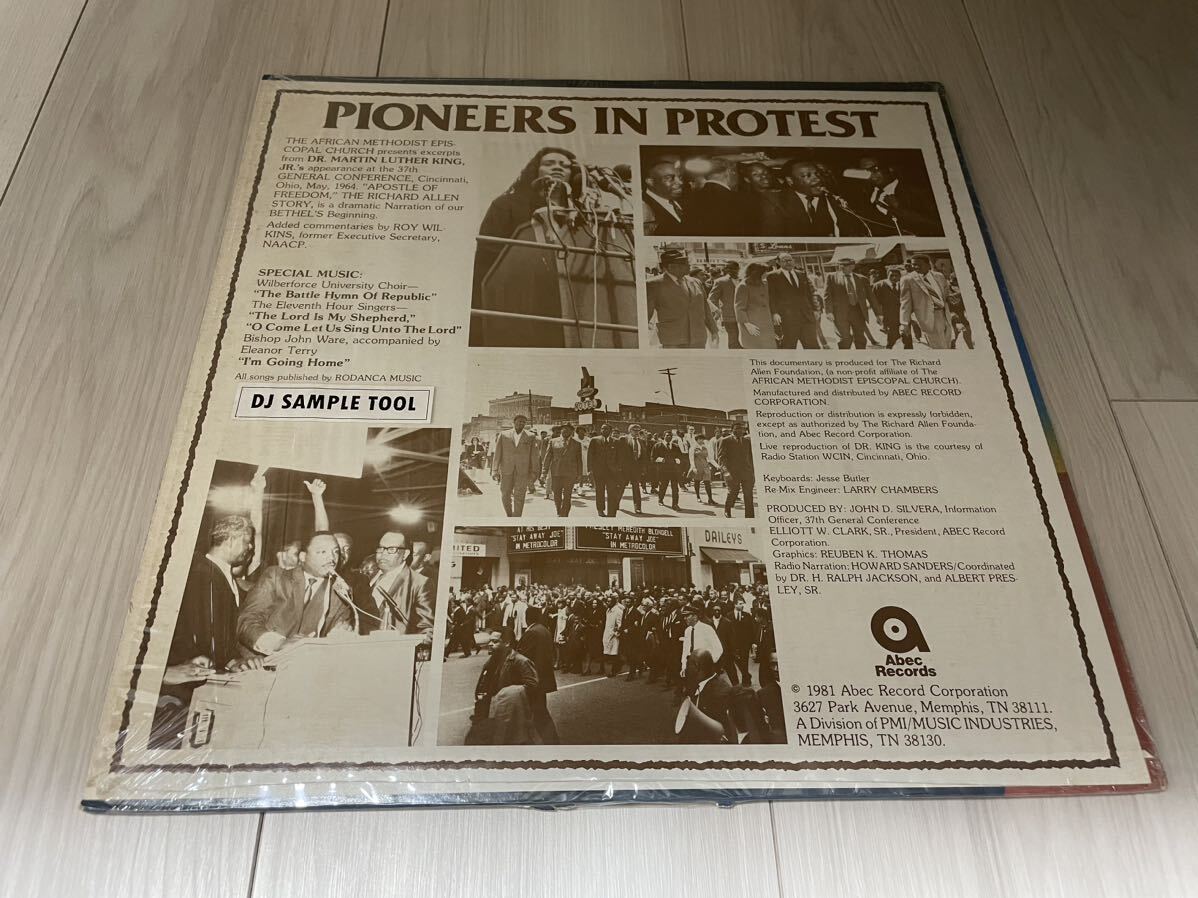 PIONEERS IN PROTEST
THE AFRICAN METHODIST EPIS-
COPAL CHURCH presents excerpts
from DR. MARTIN LUTHER KING,
JR.'s appearance at the 37th
GENERAL CONFERENCE, Cincinnati,
Ohio, May, 1964. "APOSTLE OF
FREEDOM," THE RICHARD ALLEN
STORY, is a dramatic Narration of our
BETHEL'S Beginning.
Added commentaries by ROY WIL-
KINS, former Executive Secretary,
NAACP.
SPECIAL MUSIC:
Wilberforce University Choir—
"The Battle Hymn Of Republic"
The Eleventh Hour Singers—
"The Lord Is My Shepherd,"
"O Come Let Us Sing Unto The Lord"
Bishop John Ware, accompanied by
Eleanor Terry
"I'm Going Home"
All songs published by RODANCA MUSIC
DJ SAMPLE TOOL
This documentary is produced for The Richard
Allen Foundation, (a non-profit affiliate of The
AFRICAN METHODIST EPISCOPAL CHURCH).
Manufactured and distributed by ABEC RECORD
CORPORATION.
Reproduction or distribution is expressly forbidden,
except as authorized by The Richard Allen Founda-
tion, and Abec Record Corporation.
Live reproduction of DR. KING is the courtesy of
Radio Station WCIN, Cincinnati, Ohio.
Keyboards: Jesse Butler
Re-Mix Engineer: LARRY CHAMBERS
PRODUCED BY: JOHN D. SILVERA, Information
Officer, 37th General Conference
ELLIOTT W. CLARK, SR., President, ABEC Record
Corporation.
Graphics: REUBEN K. THOMAS
Radio Narration: HOWARD SANDERS/Coordinated
by DR. H. RALPH JACKSON, and ALBERT PRES-
LEY, SR.
AT HIS BEST
"STAY AWAY JOE"
IN METROCOLOR
PRESLEY MEREDITH BLONDELL
"STAY AWAY JOE"
IN METROCOLOR
DAILEYS
a
Abec
Records
© 1981 Abec Record Corporation
3627 Park Avenue, Memphis, TN 38111.
A Division of PMI/MUSIC INDUSTRIES,
MEMPHIS, TN 38130.